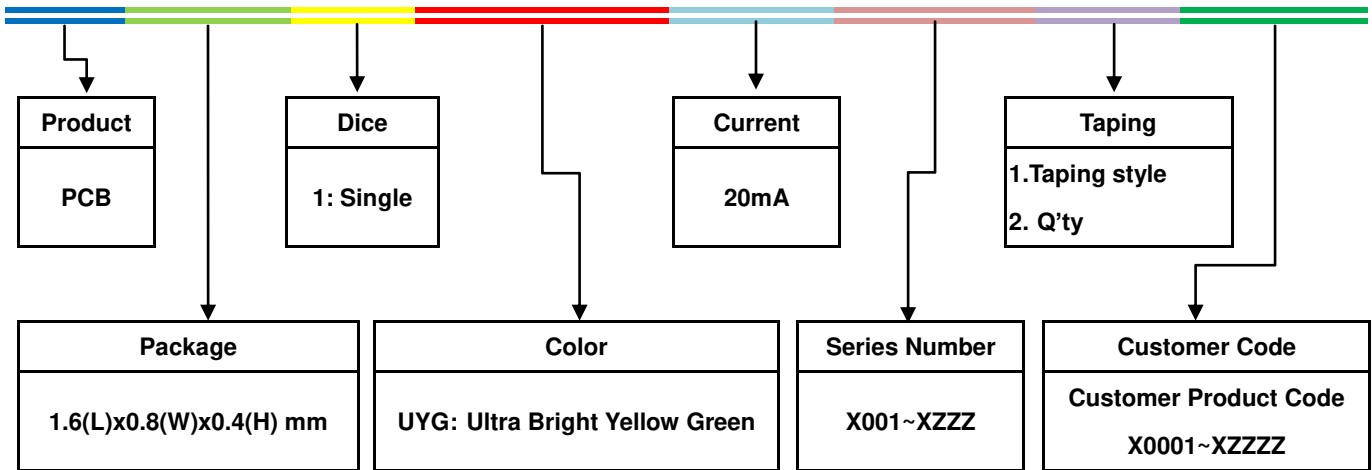 Product
PCB
Dice
1: Single
Current
20mA
Taping
1.Taping style
2. Q’ty
Package
1.6(L)x0.8(W)x0.4(H) mm
Color
UYG: Ultra Bright Yellow Green
Series Number
X001~XZZZ
Customer Code
Customer Product Code
X0001~XZZZZ